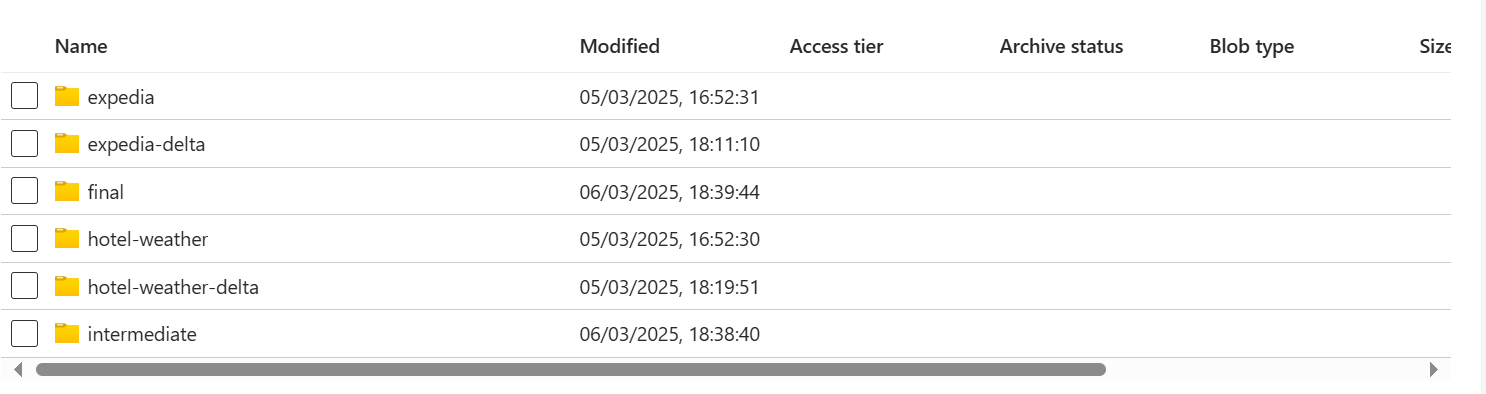 Name Modified Access tier Archive status Blob type Size
expedia 05/03/2025, 16:52:31
expedia-delta 05/03/2025, 18:11:10
final 06/03/2025, 18:39:44
hotel-weather 05/03/2025, 16:52:30
hotel-weather-delta 05/03/2025, 18:19:51
intermediate 06/03/2025, 18:38:40